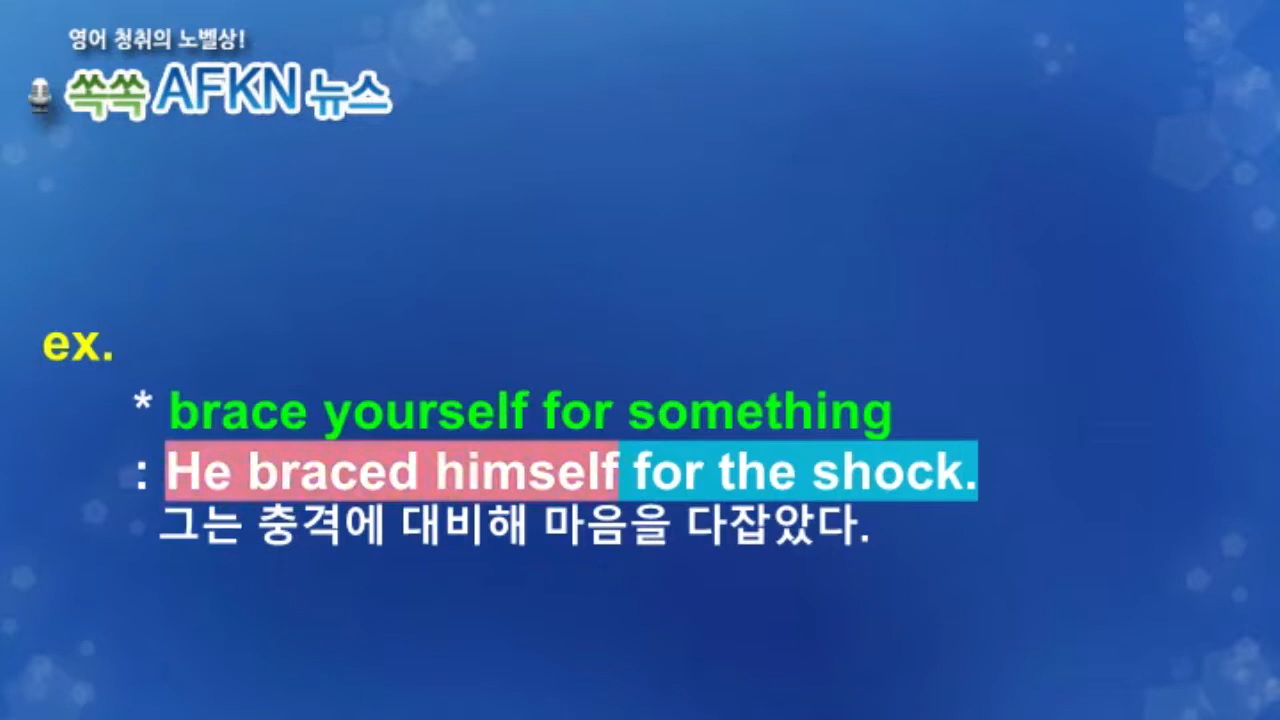 영어 청취의 노벨상!
쏙쏙 AFKN 뉴스
ex.
* brace yourself for something
: He braced himself for the shock.
그는 충격에 대비해 마음을 다잡았다.